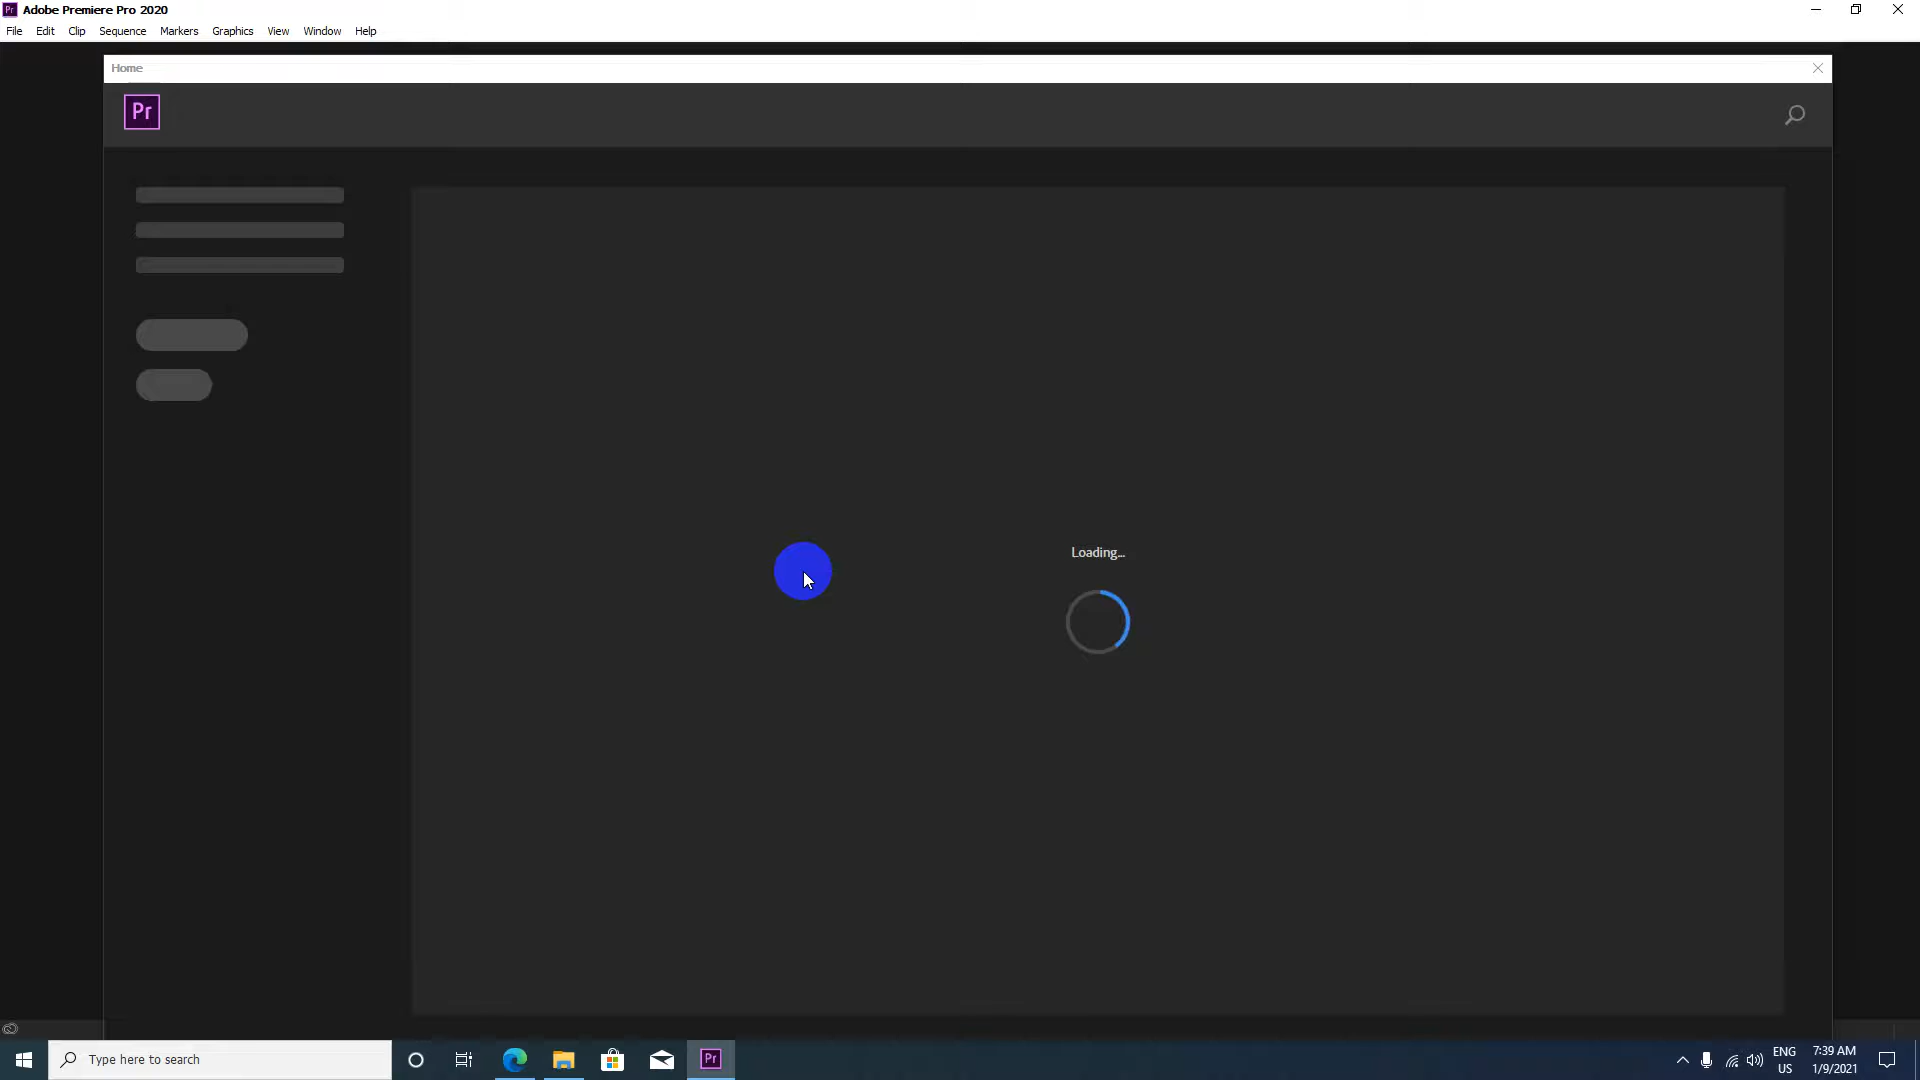 Pr Adobe Premiere Pro 2020
File Edit Clip Sequence Markers Graphics View Window Help
Home
Pr
Loading...
Type here to search
Pr
ENG
US
7:39 AM
1/9/2021